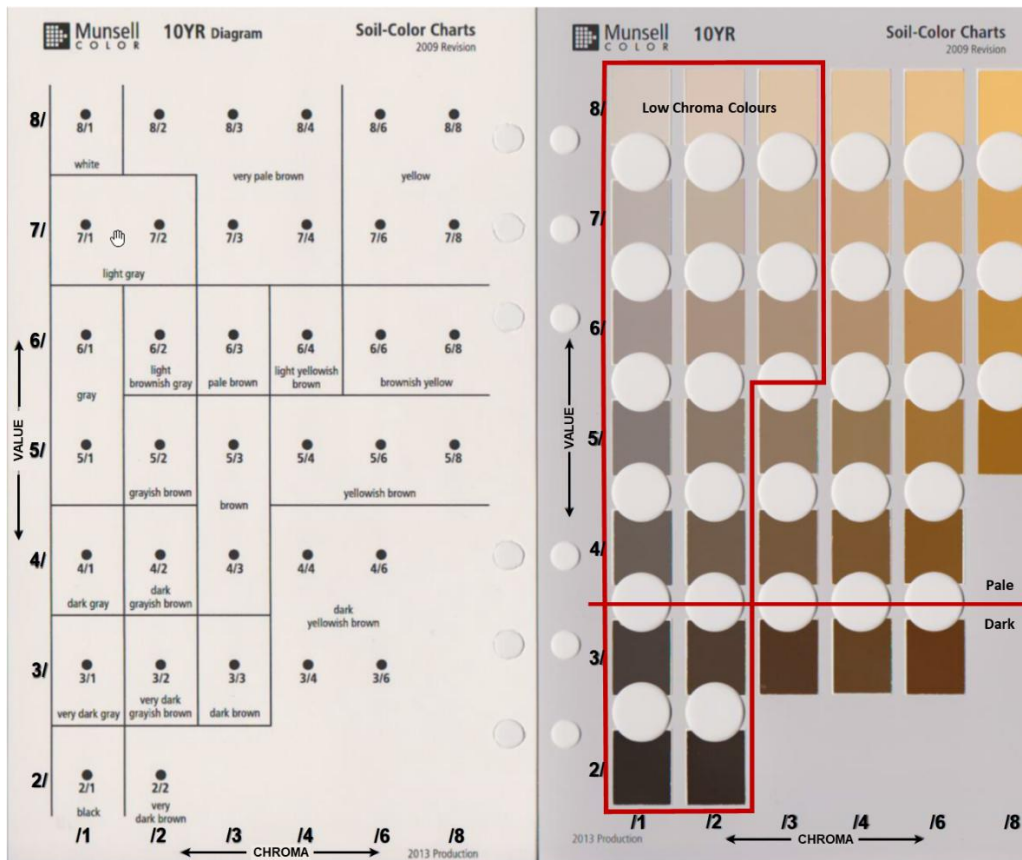 Munsell
COLOR
10YR Diagram
Soil-Color Charts
2009 Revision
8/
8/1 8/2 8/3 8/4 8/6 8/8
white
very pale brown
yellow
7/
7/1 7/2 7/3 7/4 7/6 7/8
light gray
6/
6/1 6/2 6/3 6/4 6/6 6/8
light
brownish gray
pale brown
light yellowish
brown
brownish yellow
gray
5/
5/1 5/2 5/3 5/4 5/6 5/8
grayish brown
brown
yellowish brown
VALUE
4/
4/1 4/2 4/3 4/4 4/6
dark gray
dark
grayish brown
dark
yellowish brown
3/
3/1 3/2 3/3 3/4 3/6
very dark gray
very dark
grayish brown
dark brown
2/
2/1 2/2
black
very
dark brown
/1 /2 /3 /4 /6 /8
CHROMA
2013 Production
Munsell
COLOR
10YR
Soil-Color Charts
2009 Revision
8/
Low Chroma Colours
7/
6/
VALUE
5/
4/
Pale
Dark
3/
2/
/1 /2 /3 /4 /6 /8
CHROMA
2013 Production